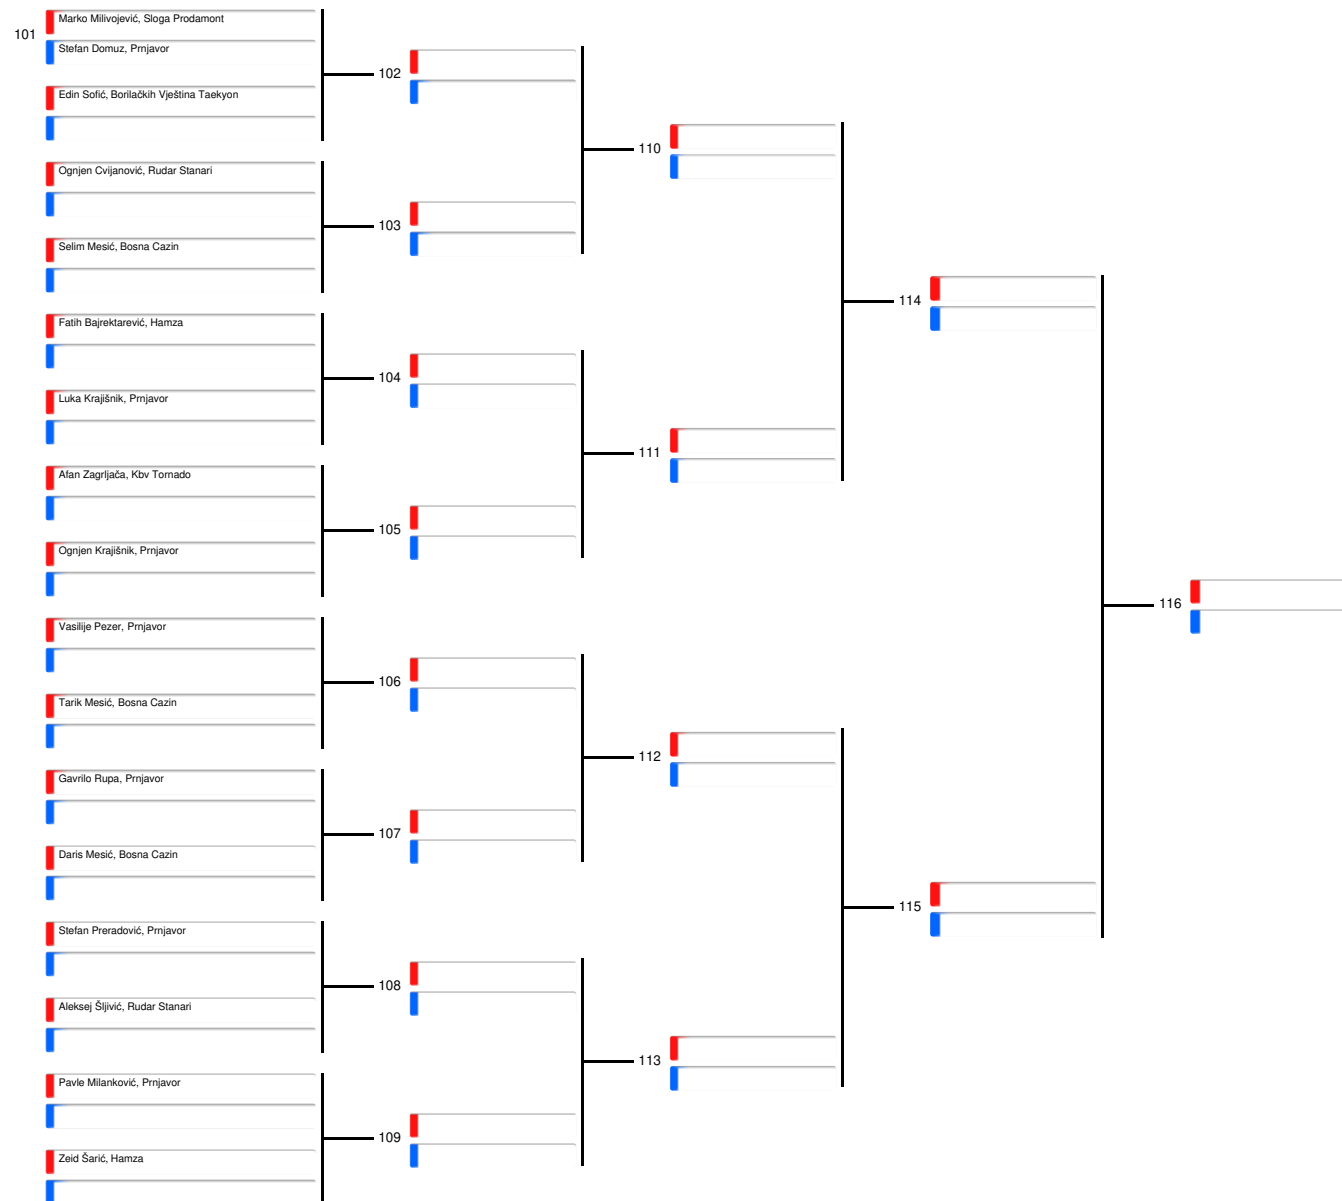 Marko Milivojević, Sloga Prodamont
101
Stefan Domuz, Prnjavor
102
Edin Sofić, Borilačkih Vještina Taekyon
110
Ognjen Cvijanović, Rudar Stanari
103
Selim Mesić, Bosna Cazin
114
Fatih Bajrektarević, Hamza
104
Luka Krajišnik, Prnjavor
111
Afan Zagrljača, Kbv Tornado
105
Ognjen Krajišnik, Prnjavor
116
Vasilije Pezer, Prnjavor
106
Tarik Mesić, Bosna Cazin
112
Gavrilo Rupa, Prnjavor
107
Daris Mesić, Bosna Cazin
115
Stefan Preradović, Prnjavor
108
Aleksej Šljivić, Rudar Stanari
113
Pavle Milanković, Prnjavor
109
Zeid Šarić, Hamza